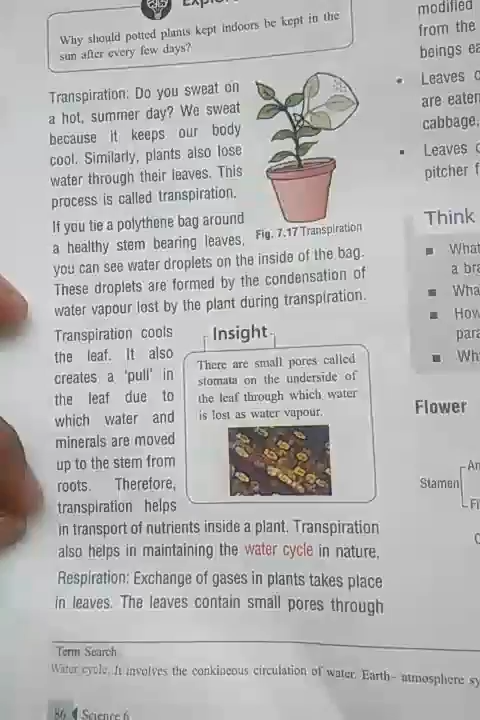 Why should potted plants kept indoors be kept in the
sun after every few days?
Transpiration: Do you sweat on
a hot, summer day? We sweat
because it keeps our body
cool. Similarly, plants also lose
water through their leaves. This
process is called transpiration.
Fig. 7.17 Transpiration
If you tie a polythene bag around
a healthy stem bearing leaves,
you can see water droplets on the inside of the bag.
These droplets are formed by the condensation of
water vapour lost by the plant during transpiration.
Transpiration cools
the leaf. It also
creates a 'pull' in
the leaf due to
which water and
minerals are moved
up to the stem from
roots. Therefore,
transpiration helps
in transport of nutrients inside a plant. Transpiration
also helps in maintaining the water cycle in nature.
Insight
There are small pores called
stomata on the underside of
the leaf through which water
is lost as water vapour.
Respiration: Exchange of gases in plants takes place
in leaves. The leaves contain small pores through
Term Search
Water cycle. It involves the conkineous circulation of water. Earth- atmosphere sy
86 Science 6
modified
from the
beings ea
• Leaves
are eaten
cabbage,
• Leaves
pitcher f
Think
What
a bra
Wha
How
para
Wh
Flower
Stamen
An
Fi